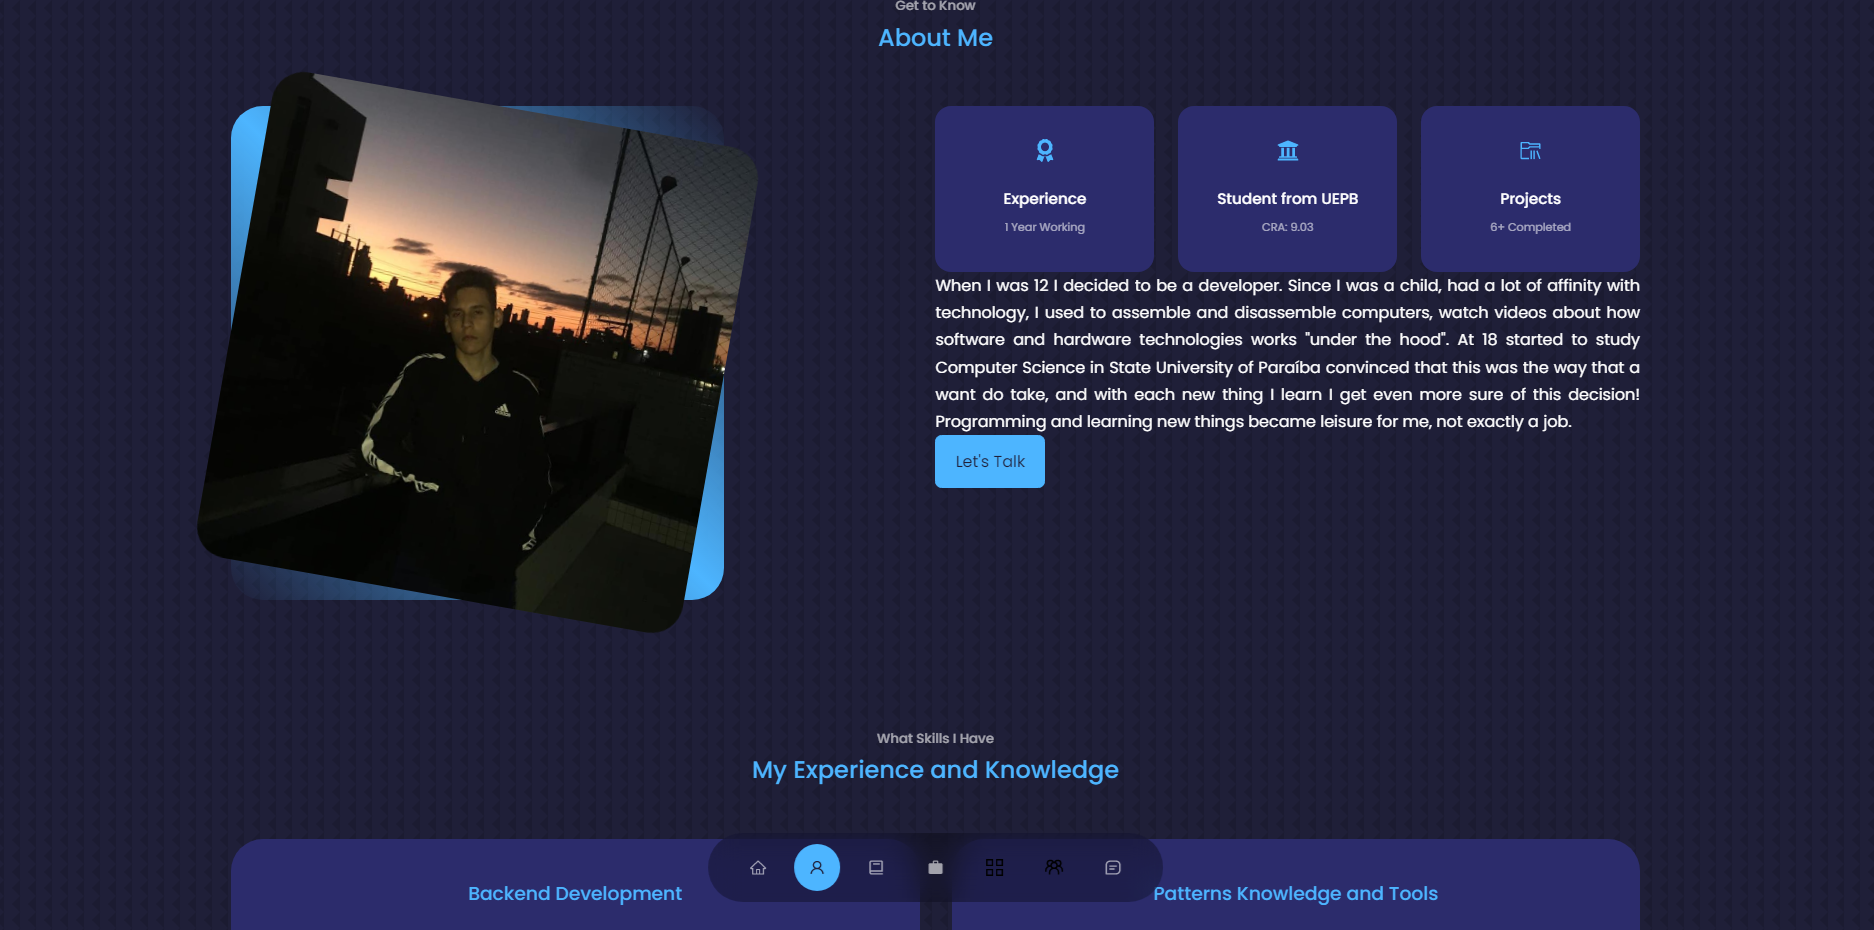 Get to Know
About Me
Experience
1 Year Working
Student from UEPB
CRA: 9.03
Projects
6+ Completed
When I was 12 I decided to be a developer. Since I was a child, had a lot of affinity with
technology, I used to assemble and disassemble computers, watch videos about how
software and hardware technologies works "under the hood". At 18 started to study
Computer Science in State University of Paraíba convinced that this was the way that a
want do take, and with each new thing I learn I get even more sure of this decision!
Programming and learning new things became leisure for me, not exactly a job.
Let's Talk
What Skills I Have
My Experience and Knowledge
Backend Development
Patterns Knowledge and Tools